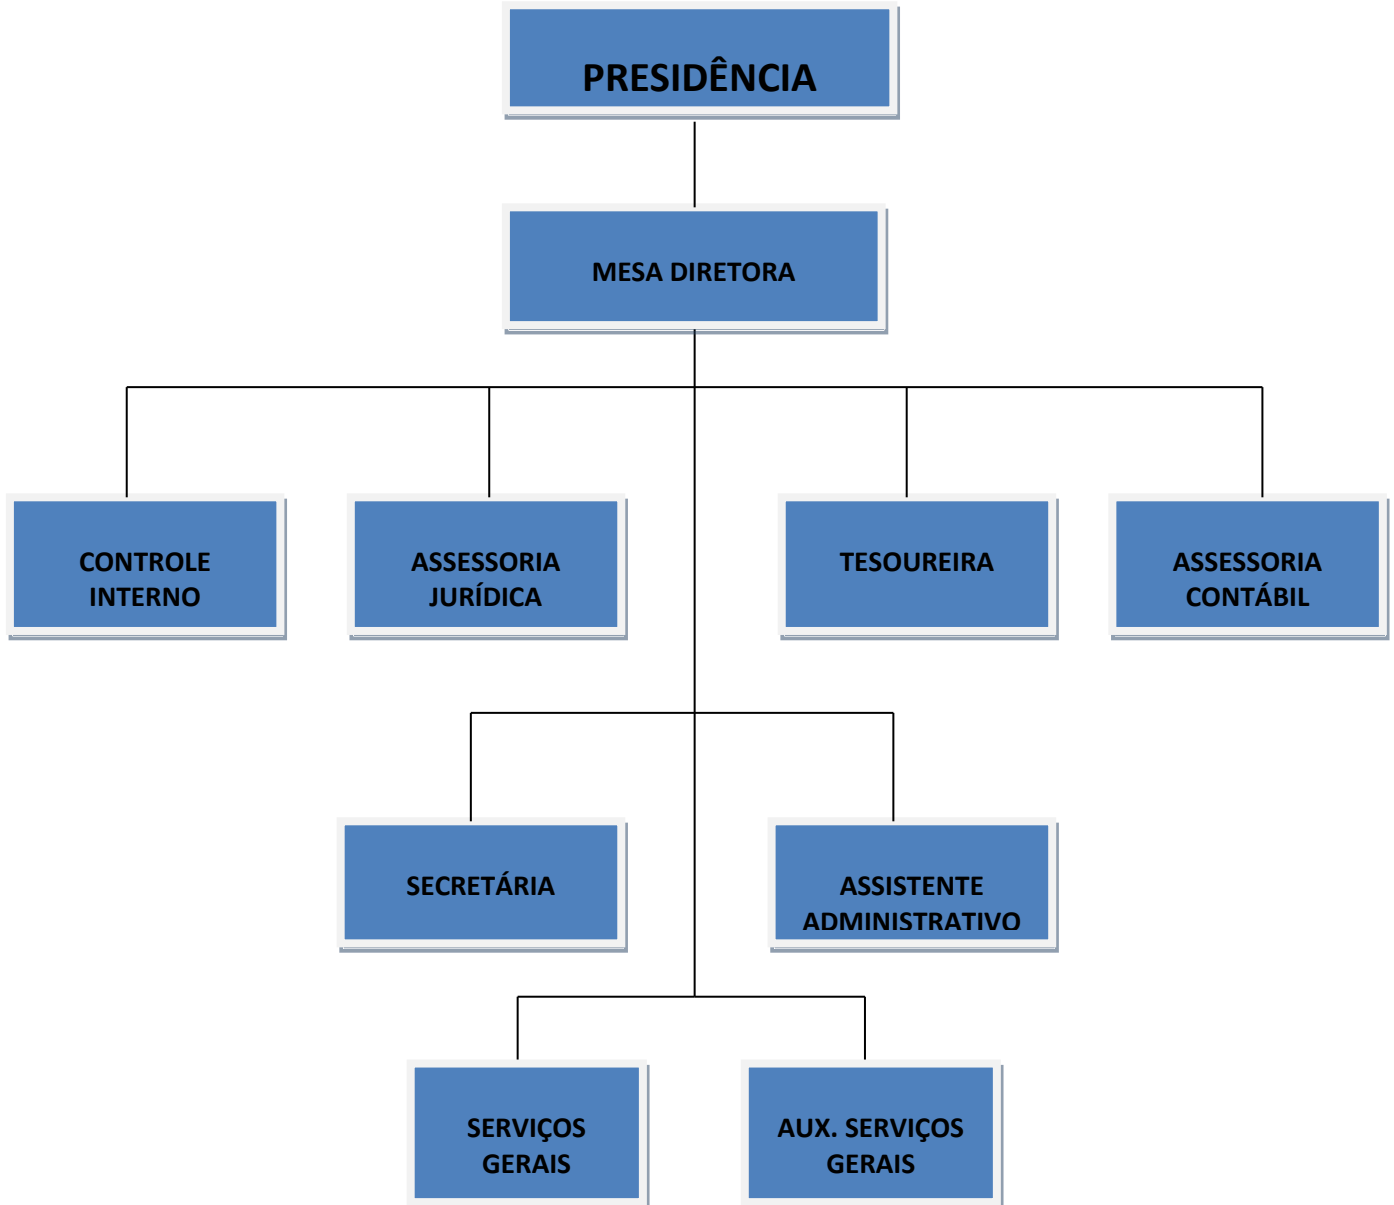 PRESIDÊNCIA
MESA DIRETORA
CONTROLE
INTERNO
ASSESSORIA
JURÍDICA
TESOUREIRA
ASSESSORIA
CONTÁBIL
SECRETÁRIA
ASSISTENTE
ADMINISTRATIVO
SERVIÇOS
GERAIS
AUX. SERVIÇOS
GERAIS